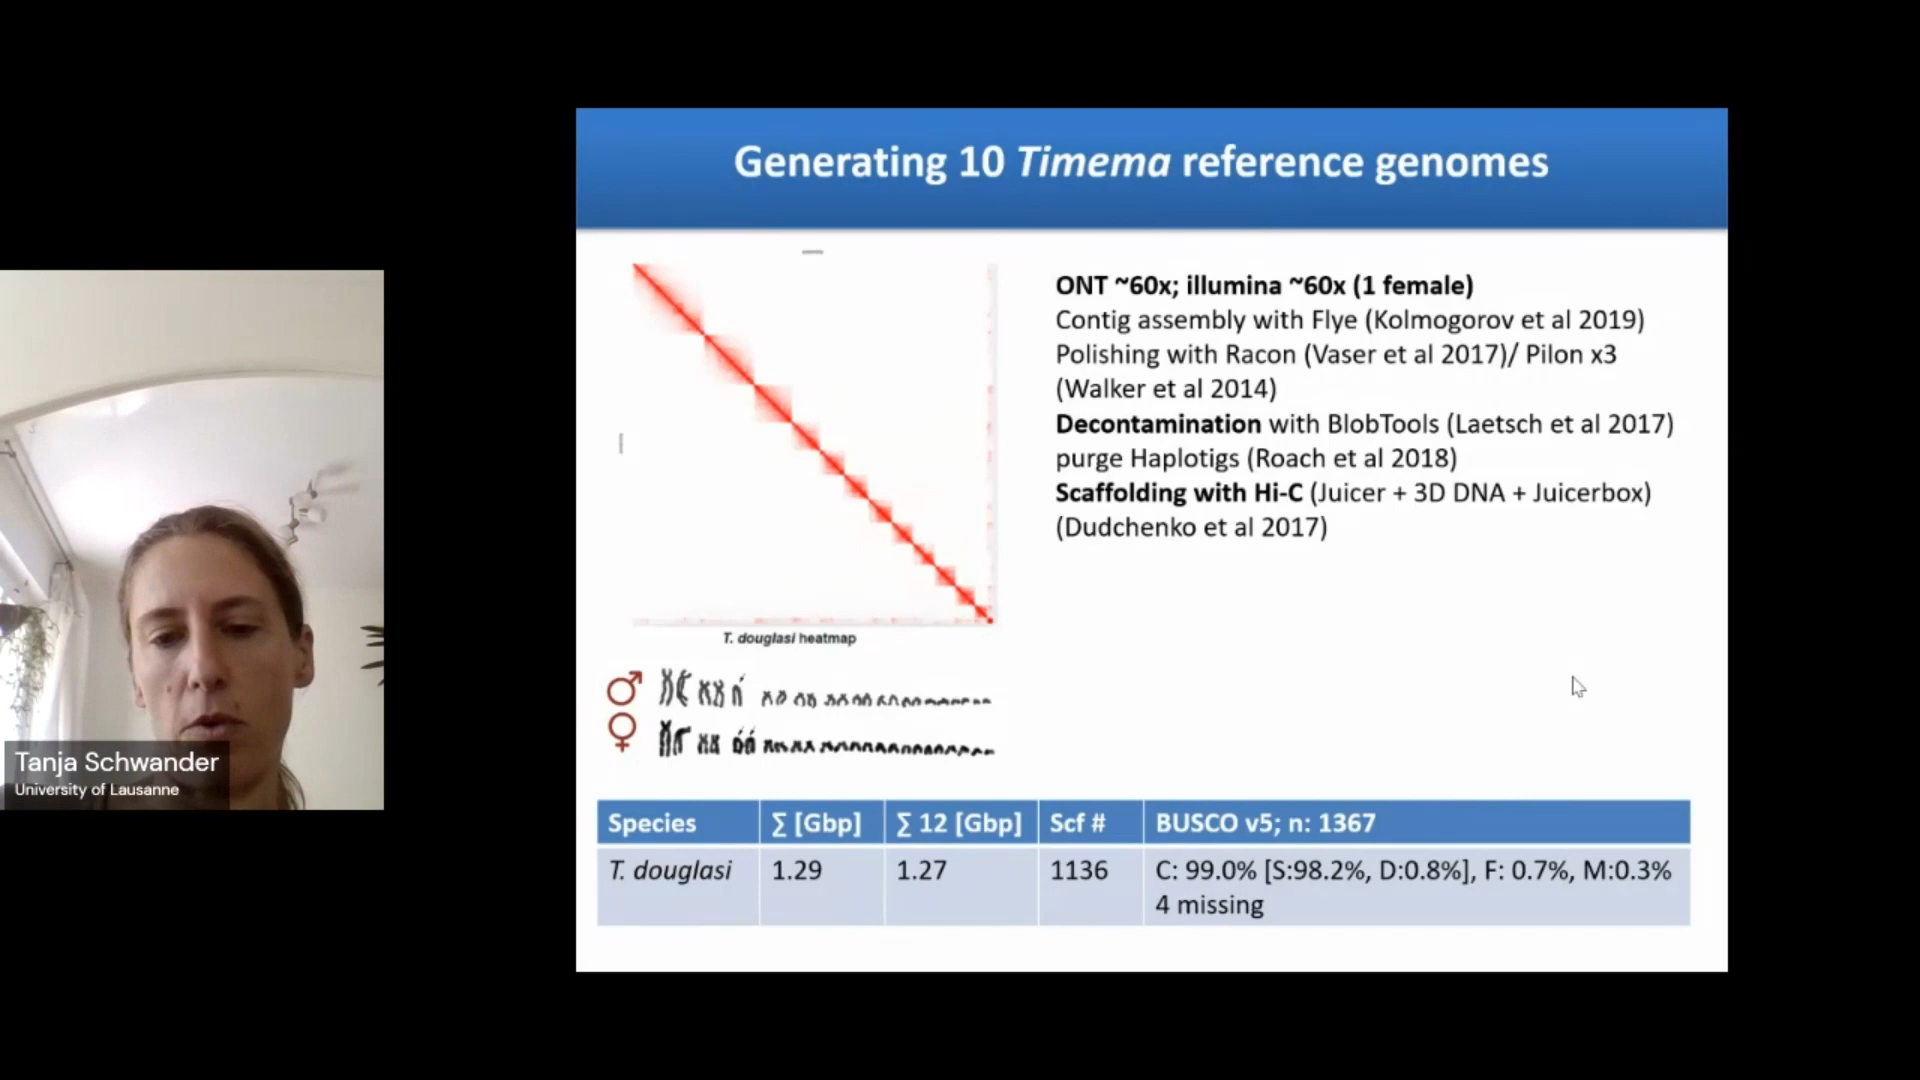 Generating 10 Timema reference genomes
ONT ~60x; illumina ~60x (1 female)
Contig assembly with Flye (Kolmogorov et al 2019)
Polishing with Racon (Vaser et al 2017)/ Pilon x3
(Walker et al 2014)
Decontamination with BlobTools (Laetsch et al 2017)
purge Haplotigs (Roach et al 2018)
Scaffolding with Hi-C (Juicer + 3D DNA + Juicerbox)
(Dudchenko et al 2017)
T. douglasi heatmap
♂
♀
Species ∑ [Gbp] ∑ 12 [Gbp] Scf # BUSCO v5; n: 1367
T. douglasi 1.29 1.27 1136 C: 99.0% [S:98.2%, D:0.8%], F: 0.7%, M:0.3%
4 missing
Tanja Schwander
University of Lausanne